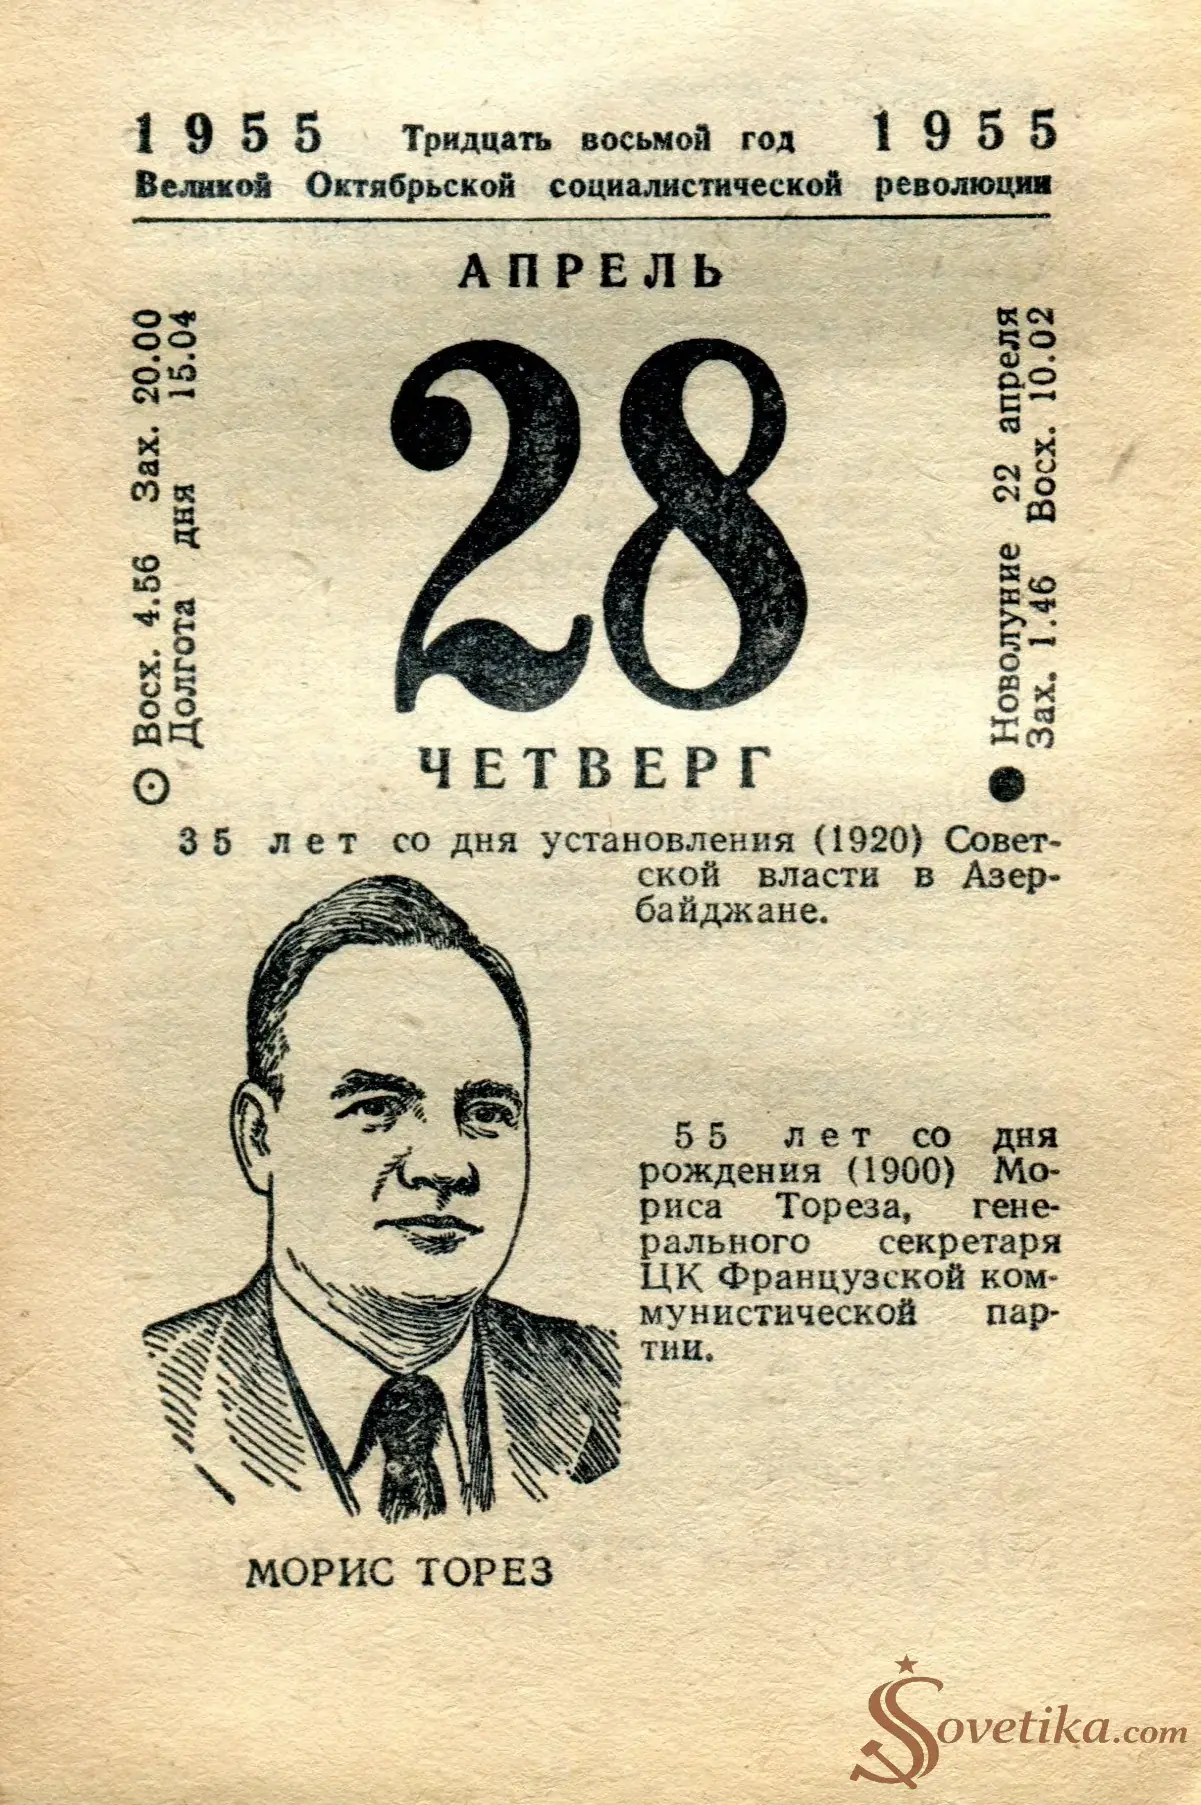 1955 Тридцать восьмой год 1955
Великой Октябрьской социалистической революции
АПРЕЛЬ
Восх. 4.56 Зах. 20.00
Долгота дня 15.04
28
Новолуние 22 апреля
Зах. 1.46 Восх. 10.02
ЧЕТВЕРГ
35 лет со дня установления (1920) Совет-
ской власти в Азер-
байджане.
55 лет со дня
рождения (1900) Мо-
риса Тореза, гене-
рального секретаря
ЦК Французской ком-
мунистической пар-
тии.
МОРИС ТОРЕЗ
Sovetika.com